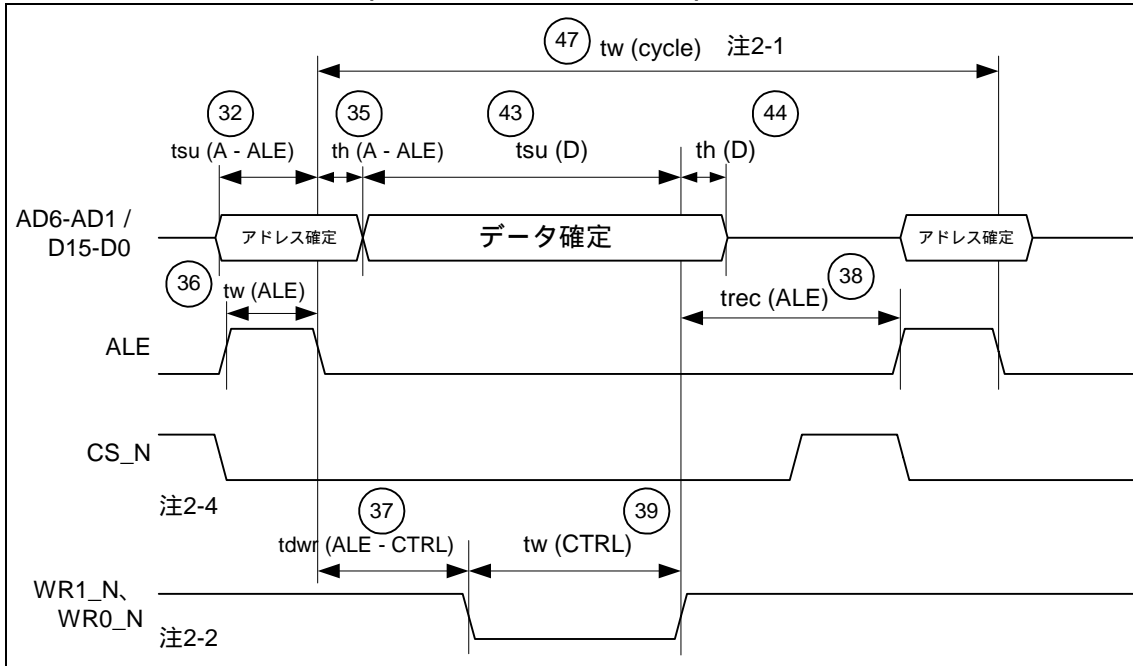 47 tw (cycle) 注2-1
32 35 43 44
tsu (A - ALE) th (A - ALE) tsu (D) th (D)
AD6-AD1 /
D15-D0
アドレス確定 データ確定 アドレス確定
36 tw (ALE) trec (ALE) 38
ALE
CS_N
注2-4
37 39
tdwr (ALE - CTRL) tw (CTRL)
WR1_N、
WR0_N
注2-2